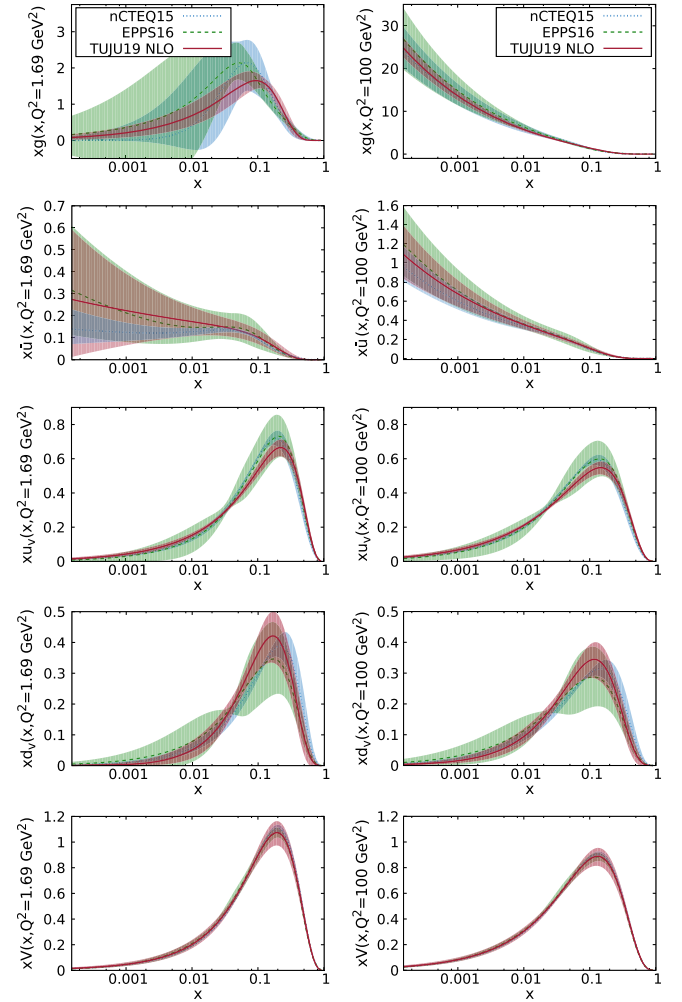 nCTEQ15
EPPS16
TUJU19 NLO
xg(x,Q²=1.69 GeV²)
3
2
1
0
0.001 0.01 0.1 1
x
nCTEQ15
EPPS16
TUJU19 NLO
xg(x,Q²=100 GeV²)
30
20
10
0
0.001 0.01 0.1 1
x
xū(x,Q²=1.69 GeV²)
0.7
0.6
0.5
0.4
0.3
0.2
0.1
0
0.001 0.01 0.1 1
x
xū(x,Q²=100 GeV²)
1.6
1.4
1.2
1
0.8
0.6
0.4
0.2
0
0.001 0.01 0.1 1
x
xuᵥ(x,Q²=1.69 GeV²)
0.8
0.6
0.4
0.2
0
0.001 0.01 0.1 1
x
xuᵥ(x,Q²=100 GeV²)
0.8
0.6
0.4
0.2
0
0.001 0.01 0.1 1
x
xdᵥ(x,Q²=1.69 GeV²)
0.5
0.4
0.3
0.2
0.1
0
0.001 0.01 0.1 1
x
xdᵥ(x,Q²=100 GeV²)
0.5
0.4
0.3
0.2
0.1
0
0.001 0.01 0.1 1
x
xV(x,Q²=1.69 GeV²)
1.2
1
0.8
0.6
0.4
0.2
0
0.001 0.01 0.1 1
x
xV(x,Q²=100 GeV²)
1.2
1
0.8
0.6
0.4
0.2
0
0.001 0.01 0.1 1
x